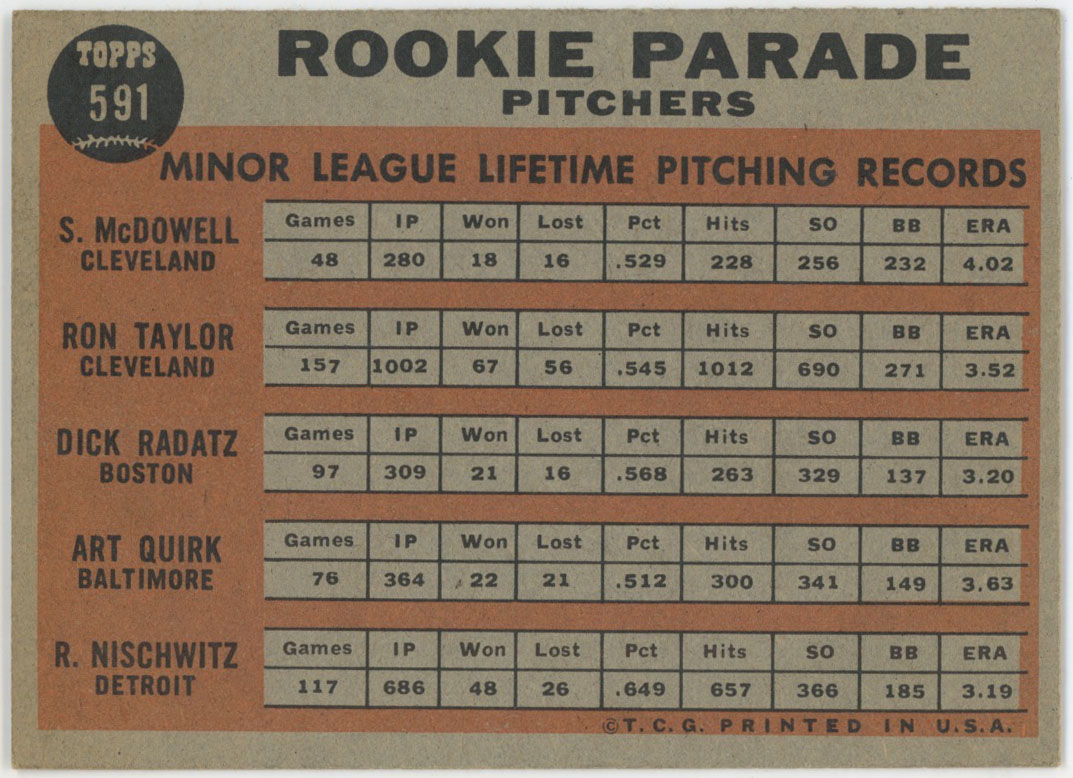 TOPPS
591
ROOKIE PARADE
PITCHERS
MINOR LEAGUE LIFETIME PITCHING RECORDS
S. McDOWELL
CLEVELAND
Games IP Won Lost Pct Hits SO BB ERA
48 280 18 16 .529 228 256 232 4.02
RON TAYLOR
CLEVELAND
Games IP Won Lost Pct Hits SO BB ERA
157 1002 67 56 .545 1012 690 271 3.52
DICK RADATZ
BOSTON
Games IP Won Lost Pct Hits SO BB ERA
97 309 21 16 .568 263 329 137 3.20
ART QUIRK
BALTIMORE
Games IP Won Lost Pct Hits SO BB ERA
76 364 22 21 .512 300 341 149 3.63
R. NISCHWITZ
DETROIT
Games IP Won Lost Pct Hits SO BB ERA
117 686 48 26 .649 657 366 185 3.19
©T.C.G. PRINTED IN U.S.A.